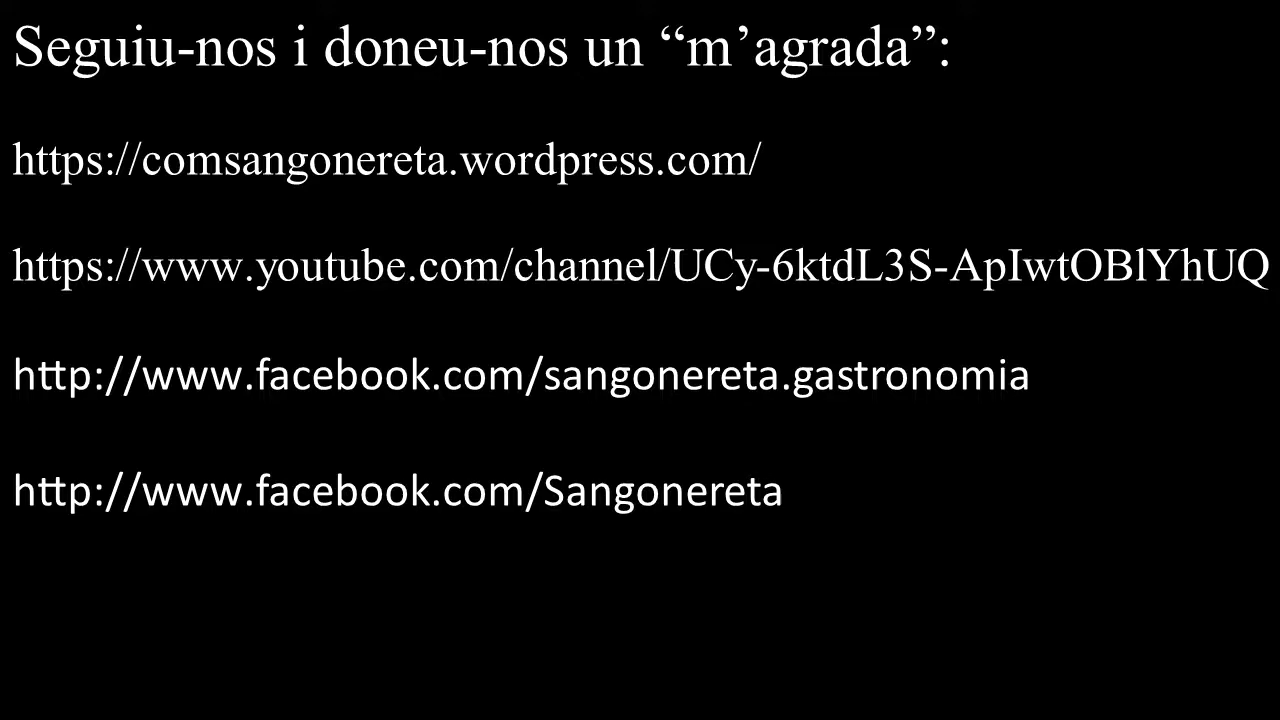 Seguiu-nos i doneu-nos un “m’agrada”:
https://comsangonereta.wordpress.com/
https://www.youtube.com/channel/UCy-6ktdL3S-ApIwtOBlYhUQ
http://www.facebook.com/sangonereta.gastronomia
http://www.facebook.com/Sangonereta